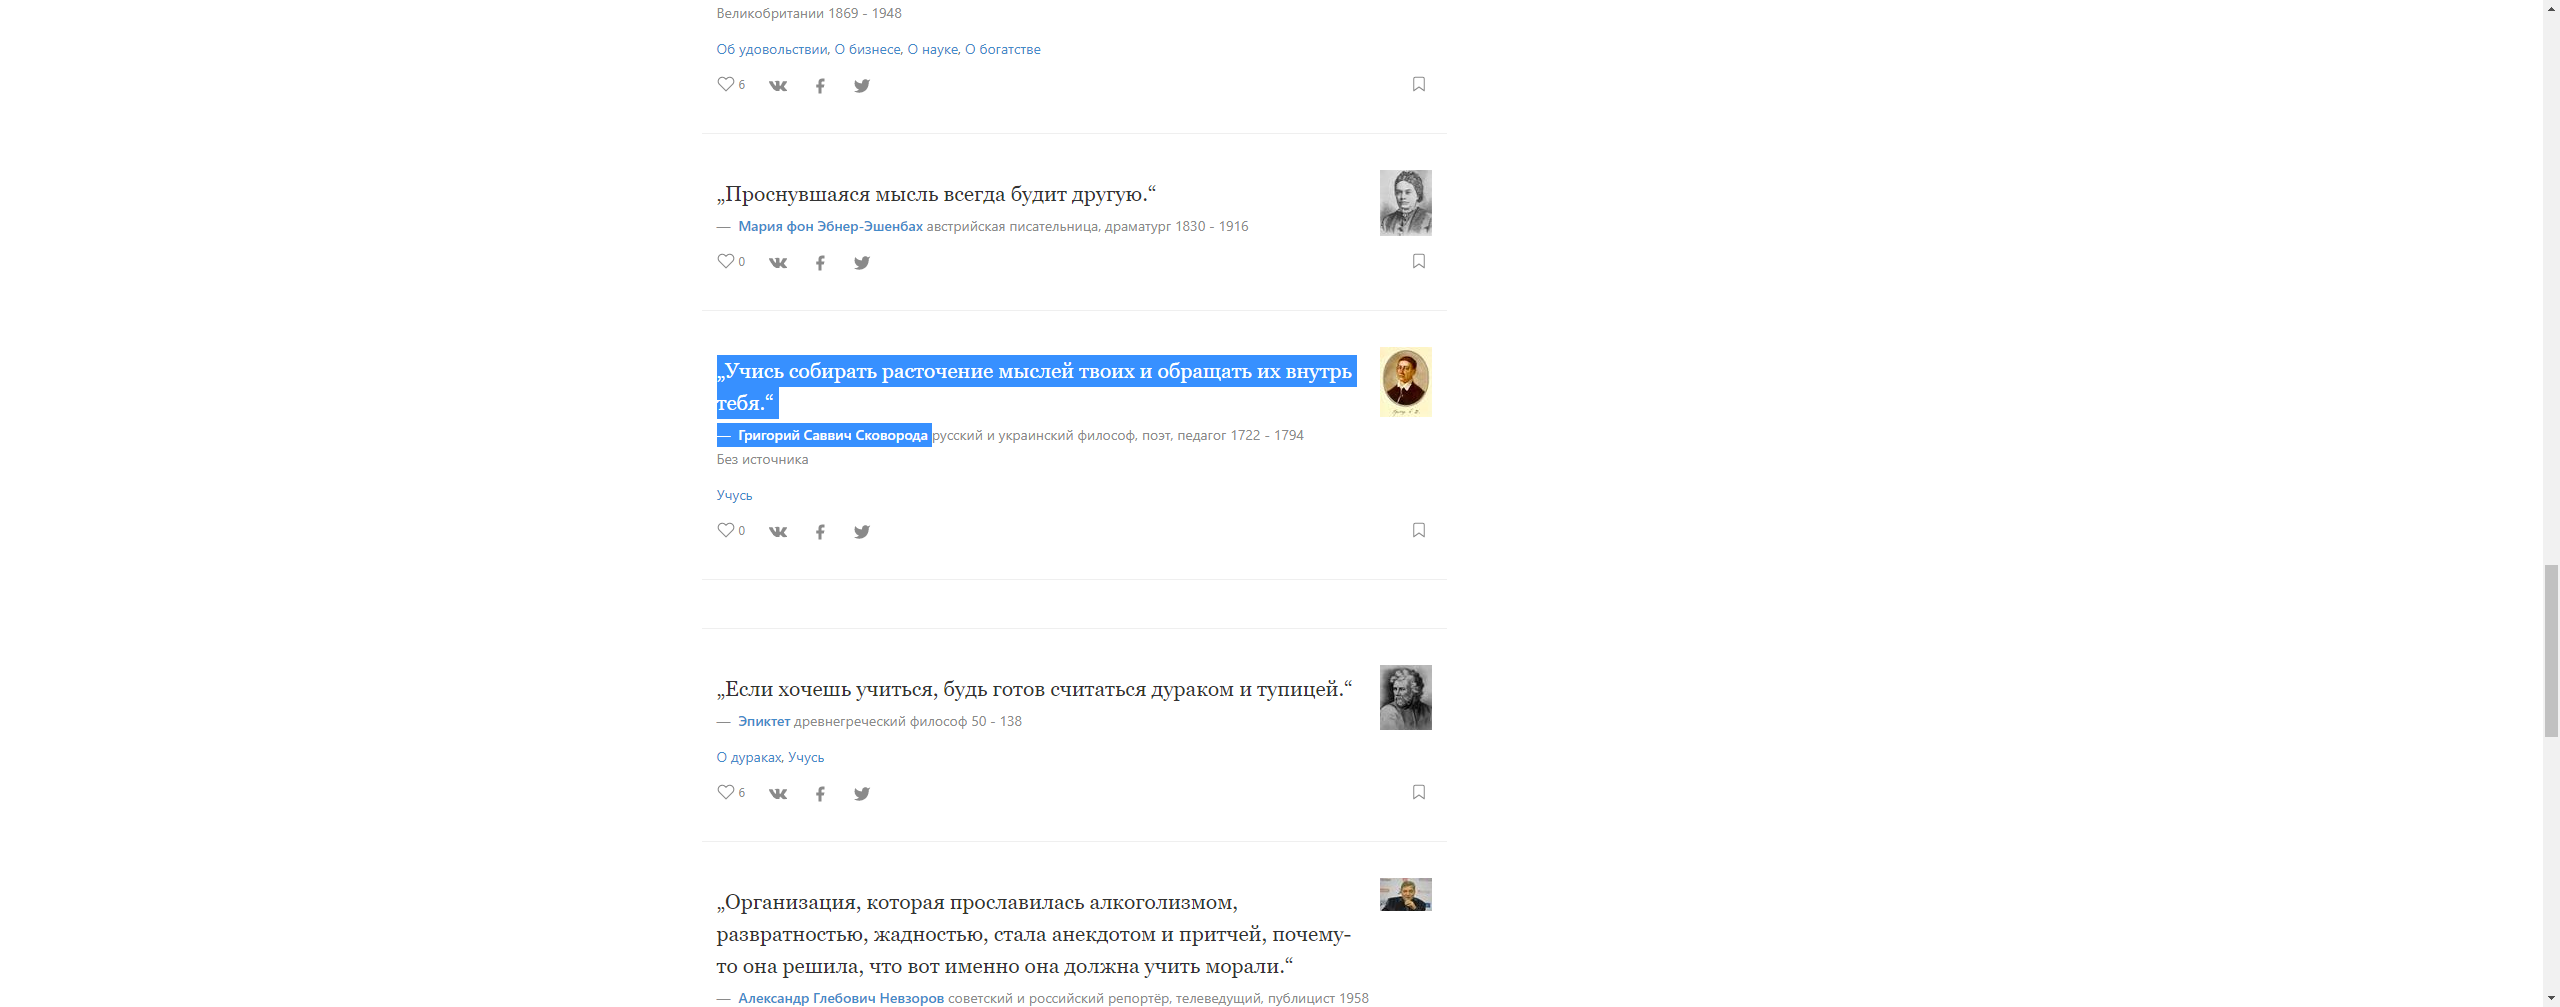 Великобритании 1869 - 1948
Об удовольствии, О бизнесе, О науке, О богатстве
6
„Проснувшаяся мысль всегда будит другую.“
— Мария фон Эбнер-Эшенбах австрийская писательница, драматург 1830 - 1916
0
„Учись собирать расточение мыслей твоих и обращать их внутрь
тебя.“
— Григорий Саввич Сковорода русский и украинский философ, поэт, педагог 1722 - 1794
Без источника
Учусь
0
„Если хочешь учиться, будь готов считаться дураком и тупицей.“
— Эпиктет древнегреческий философ 50 - 138
О дураках, Учусь
6
„Организация, которая прославилась алкоголизмом,
развратностью, жадностью, стала анекдотом и притчей, почему-
то она решила, что вот именно она должна учить морали.“
— Александр Глебович Невзоров советский и российский репортёр, телеведущий, публицист 1958